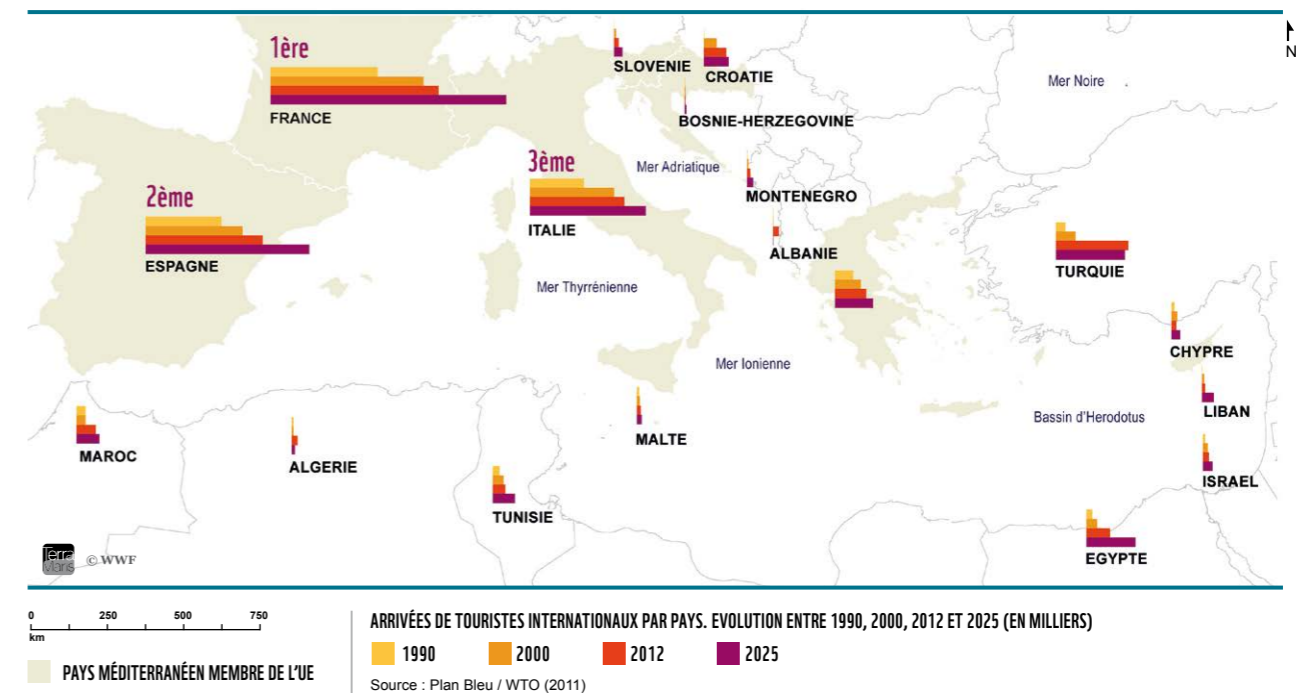 1ère
FRANCE
2ème
ESPAGNE
3ème
ITALIE
SLOVENIE
CROATIE
BOSNIE-HERZEGOVINE
MONTENEGRO
ALBANIE
TURQUIE
CHYPRE
LIBAN
ISRAEL
EGYPTE
MALTE
TUNISIE
ALGERIE
MAROC
Mer Noire
Mer Adriatique
Mer Thyrrénienne
Mer Ionienne
Bassin d'Herodotus
N
Terra
Maris
© WWF
0 250 500 750
km
PAYS MÉDITERRANÉEN MEMBRE DE L'UE
ARRIVÉES DE TOURISTES INTERNATIONAUX PAR PAYS. EVOLUTION ENTRE 1990, 2000, 2012 ET 2025 (EN MILLIERS)
1990 2000 2012 2025
Source : Plan Bleu / WTO (2011)